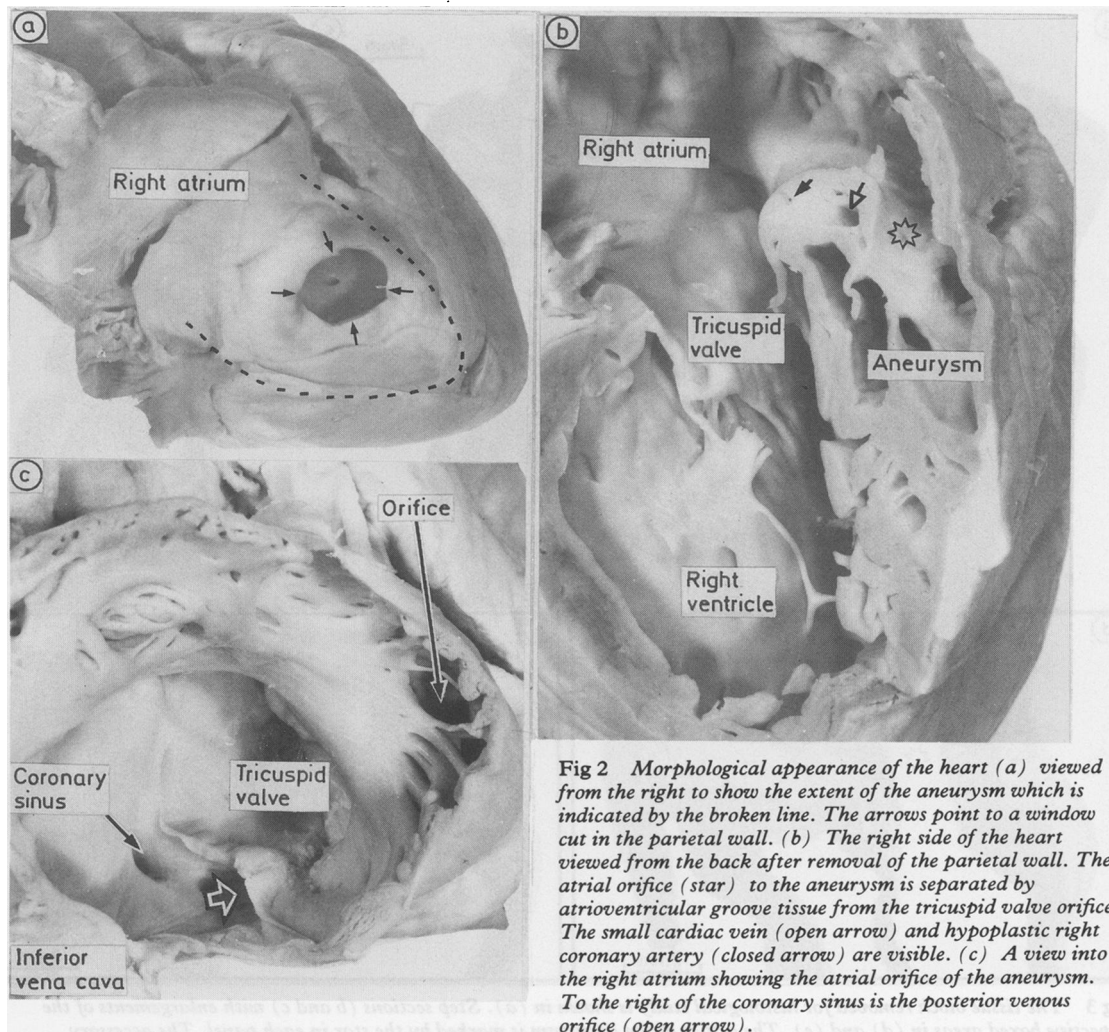 a
Right atrium
b
Right atrium
Tricuspid
valve
Aneurysm
Right
ventricle
c
Orifice
Coronary
sinus
Tricuspid
valve
Inferior
vena cava
Fig 2 Morphological appearance of the heart (a) viewed
from the right to show the extent of the aneurysm which is
indicated by the broken line. The arrows point to a window
cut in the parietal wall. (b) The right side of the heart
viewed from the back after removal of the parietal wall. The
atrial orifice (star) to the aneurysm is separated by
atrioventricular groove tissue from the tricuspid valve orifice
The small cardiac vein (open arrow) and hypoplastic right
coronary artery (closed arrow) are visible. (c) A view into
the right atrium showing the atrial orifice of the aneurysm.
To the right of the coronary sinus is the posterior venous
orifice (open arrow).